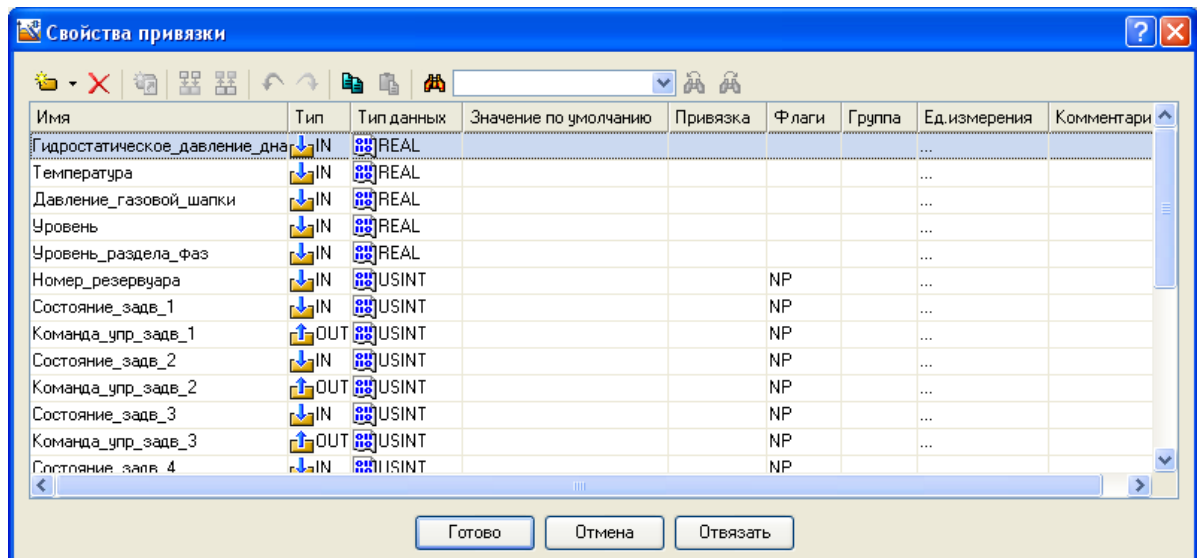 Свойства привязки
Имя Тип Тип данных Значение по умолчанию Привязка Флаги Группа Ед.измерения Комментари
Гидростатическое_давление_дна IN REAL ...
Температура IN REAL ...
Давление_газовой_шапки IN REAL ...
Уровень IN REAL ...
Уровень_раздела_фаз IN REAL ...
Номер_резервуара IN USINT NP ...
Состояние_задв_1 IN USINT NP ...
Команда_упр_задв_1 OUT USINT NP ...
Состояние_задв_2 IN USINT NP ...
Команда_упр_задв_2 OUT USINT NP ...
Состояние_задв_3 IN USINT NP ...
Команда_упр_задв_3 OUT USINT NP ...
Состояние_задв_4 IN USINT NP
Готово Отмена Отвязать